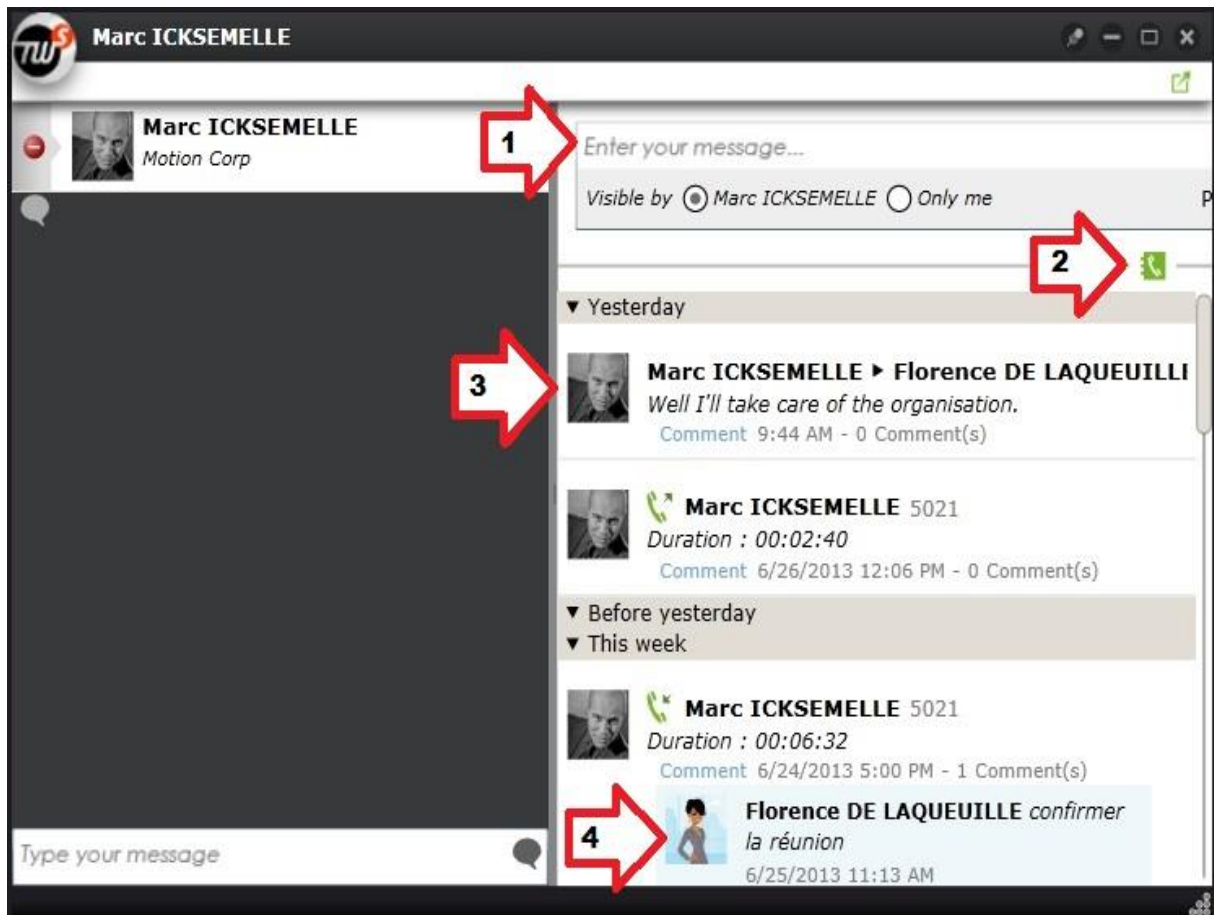 TWS
Marc ICKSEMELLE
Marc ICKSEMELLE
Motion Corp
1
Enter your message...
Visible by Marc ICKSEMELLE Only me P
2
Yesterday
3
Marc ICKSEMELLE ▸ Florence DE LAQUEUILL
Well I'll take care of the organisation.
Comment 9:44 AM - 0 Comment(s)
Marc ICKSEMELLE 5021
Duration : 00:02:40
Comment 6/26/2013 12:06 PM - 0 Comment(s)
Before yesterday
This week
Marc ICKSEMELLE 5021
Duration : 00:06:32
Comment 6/24/2013 5:00 PM - 1 Comment(s)
4
Florence DE LAQUEUILLE confirmer
la réunion
6/25/2013 11:13 AM
Type your message